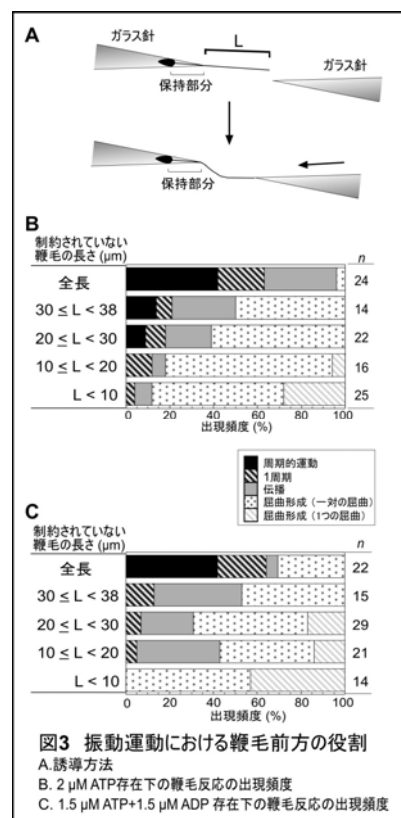 A
L
ガラス針
ガラス針
保持部分
保持部分
B
制約されていない
鞭毛の長さ (μm)
n
全長
24
30 ≤ L < 38
14
20 ≤ L < 30
22
10 ≤ L < 20
16
L < 10
25
0 20 40 60 80 100
出現頻度 (%)
周期的運動
1周期
伝播
屈曲形成（一対の屈曲）
屈曲形成（1つの屈曲）
C
制約されていない
鞭毛の長さ (μm)
n
全長
22
30 ≤ L < 38
15
20 ≤ L < 30
29
10 ≤ L < 20
21
L < 10
14
0 20 40 60 80 100
出現頻度 (%)
図3 振動運動における鞭毛前方の役割
A.誘導方法
B. 2 μM ATP存在下の鞭毛反応の出現頻度
C. 1.5 μM ATP+1.5 μM ADP 存在下の鞭毛反応の出現頻度